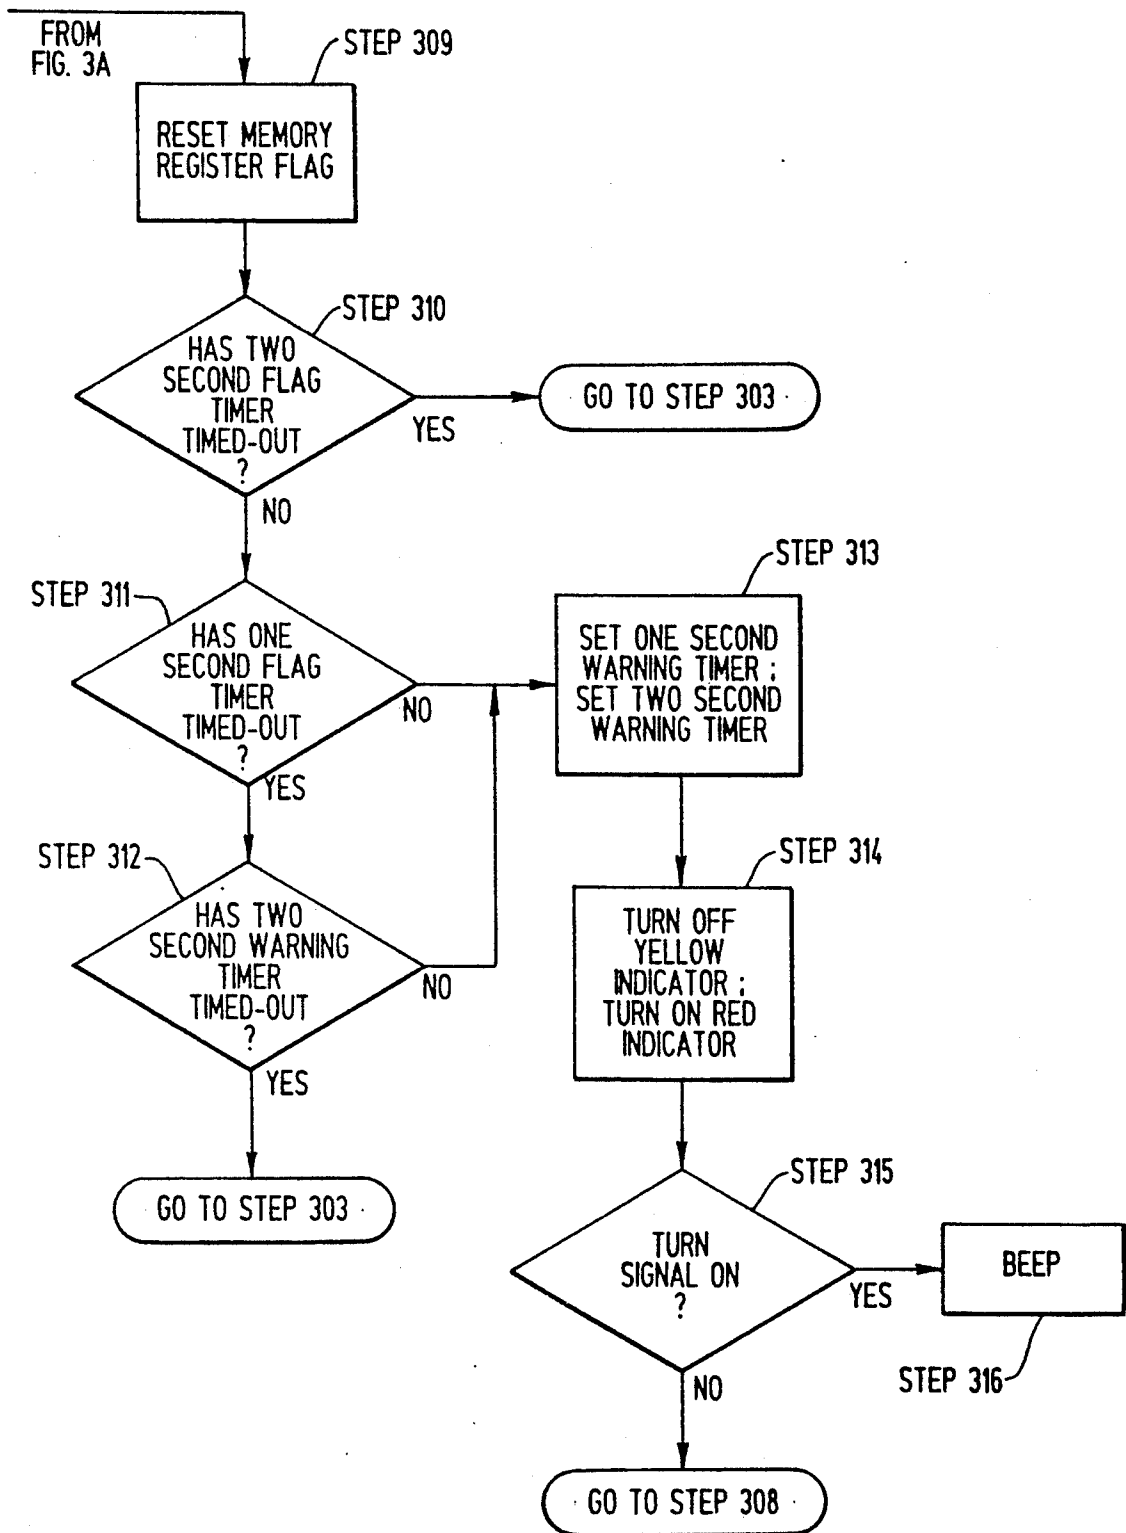 FROM
FIG. 3A
STEP 309
RESET MEMORY
REGISTER FLAG
STEP 310
HAS TWO
SECOND FLAG
TIMER
TIMED-OUT
?
YES
GO TO STEP 303
NO
STEP 311
HAS ONE
SECOND FLAG
TIMER
TIMED-OUT
?
NO
YES
STEP 313
SET ONE SECOND
WARNING TIMER ;
SET TWO SECOND
WARNING TIMER
STEP 312
HAS TWO
SECOND WARNING
TIMER
TIMED-OUT
?
NO
YES
GO TO STEP 303
STEP 314
TURN OFF
YELLOW
INDICATOR ;
TURN ON RED
INDICATOR
STEP 315
TURN
SIGNAL ON
?
YES
BEEP
STEP 316
NO
GO TO STEP 308